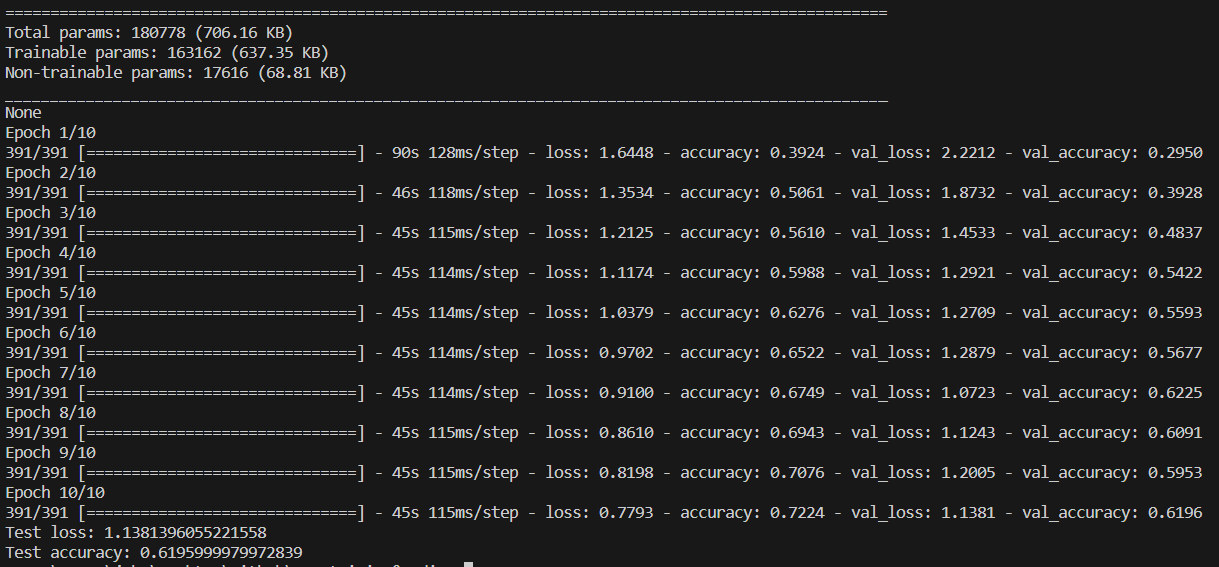 ==================================================================================================
Total params: 180778 (706.16 KB)
Trainable params: 163162 (637.35 KB)
Non-trainable params: 17616 (68.81 KB)
__________________________________________________________________________________________________
None
Epoch 1/10
391/391 [==============================] - 90s 128ms/step - loss: 1.6448 - accuracy: 0.3924 - val_loss: 2.2212 - val_accuracy: 0.2950
Epoch 2/10
391/391 [==============================] - 46s 118ms/step - loss: 1.3534 - accuracy: 0.5061 - val_loss: 1.8732 - val_accuracy: 0.3928
Epoch 3/10
391/391 [==============================] - 45s 115ms/step - loss: 1.2125 - accuracy: 0.5610 - val_loss: 1.4533 - val_accuracy: 0.4837
Epoch 4/10
391/391 [==============================] - 45s 114ms/step - loss: 1.1174 - accuracy: 0.5988 - val_loss: 1.2921 - val_accuracy: 0.5422
Epoch 5/10
391/391 [==============================] - 45s 114ms/step - loss: 1.0379 - accuracy: 0.6276 - val_loss: 1.2709 - val_accuracy: 0.5593
Epoch 6/10
391/391 [==============================] - 45s 114ms/step - loss: 0.9702 - accuracy: 0.6522 - val_loss: 1.2879 - val_accuracy: 0.5677
Epoch 7/10
391/391 [==============================] - 45s 114ms/step - loss: 0.9100 - accuracy: 0.6749 - val_loss: 1.0723 - val_accuracy: 0.6225
Epoch 8/10
391/391 [==============================] - 45s 115ms/step - loss: 0.8610 - accuracy: 0.6943 - val_loss: 1.1243 - val_accuracy: 0.6091
Epoch 9/10
391/391 [==============================] - 45s 115ms/step - loss: 0.8198 - accuracy: 0.7076 - val_loss: 1.2005 - val_accuracy: 0.5953
Epoch 10/10
391/391 [==============================] - 45s 115ms/step - loss: 0.7793 - accuracy: 0.7224 - val_loss: 1.1381 - val_accuracy: 0.6196
Test loss: 1.1381396055221558
Test accuracy: 0.6195999979972839